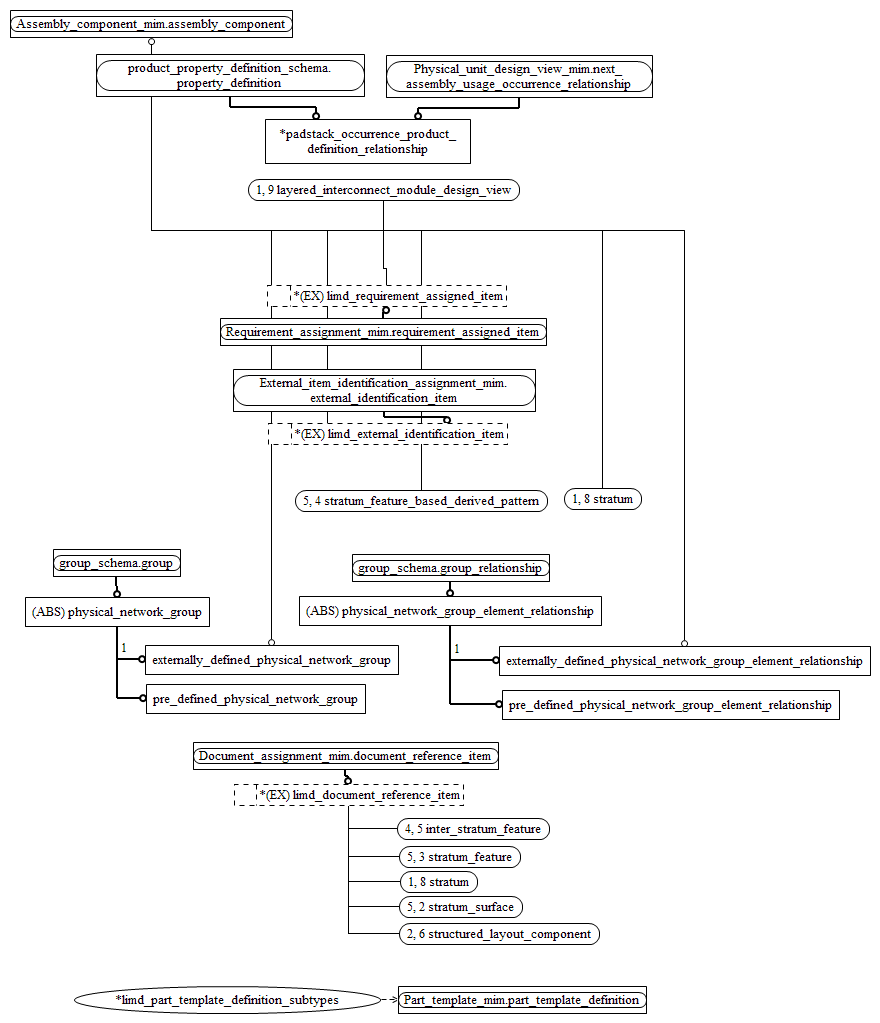 Assembly_component_mim.assembly_component
product_property_definition_schema.
property_definition
Physical_unit_design_view_mim.next_
assembly_usage_occurrence_relationship
*padstack_occurrence_product_
definition_relationship
1, 9 layered_interconnect_module_design_view
*(EX) limd_requirement_assigned_item
Requirement_assignment_mim.requirement_assigned_item
External_item_identification_assignment_mim.
external_identification_item
*(EX) limd_external_identification_item
5, 4 stratum_feature_based_derived_pattern
1, 8 stratum
group_schema.group
group_schema.group_relationship
(ABS) physical_network_group
(ABS) physical_network_group_element_relationship
1
1
externally_defined_physical_network_group
externally_defined_physical_network_group_element_relationship
pre_defined_physical_network_group
pre_defined_physical_network_group_element_relationship
Document_assignment_mim.document_reference_item
*(EX) limd_document_reference_item
4, 5 inter_stratum_feature
5, 3 stratum_feature
1, 8 stratum
5, 2 stratum_surface
2, 6 structured_layout_component
*limd_part_template_definition_subtypes
Part_template_mim.part_template_definition